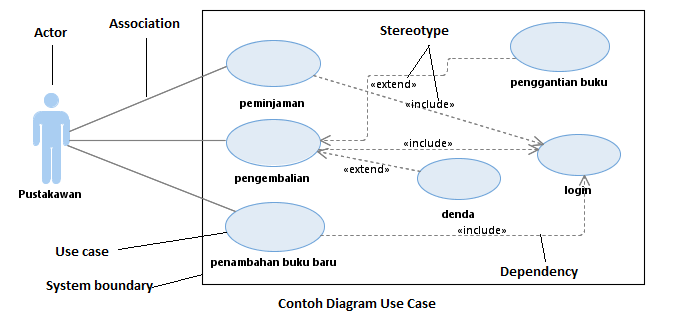 Actor
Association
Stereotype
«extend»
penggantian buku
peminjaman
«include»
«include»
Pustakawan
pengembalian
«extend»
login
denda
«include»
Use case
penambahan buku baru
Dependency
System boundary
Contoh Diagram Use Case